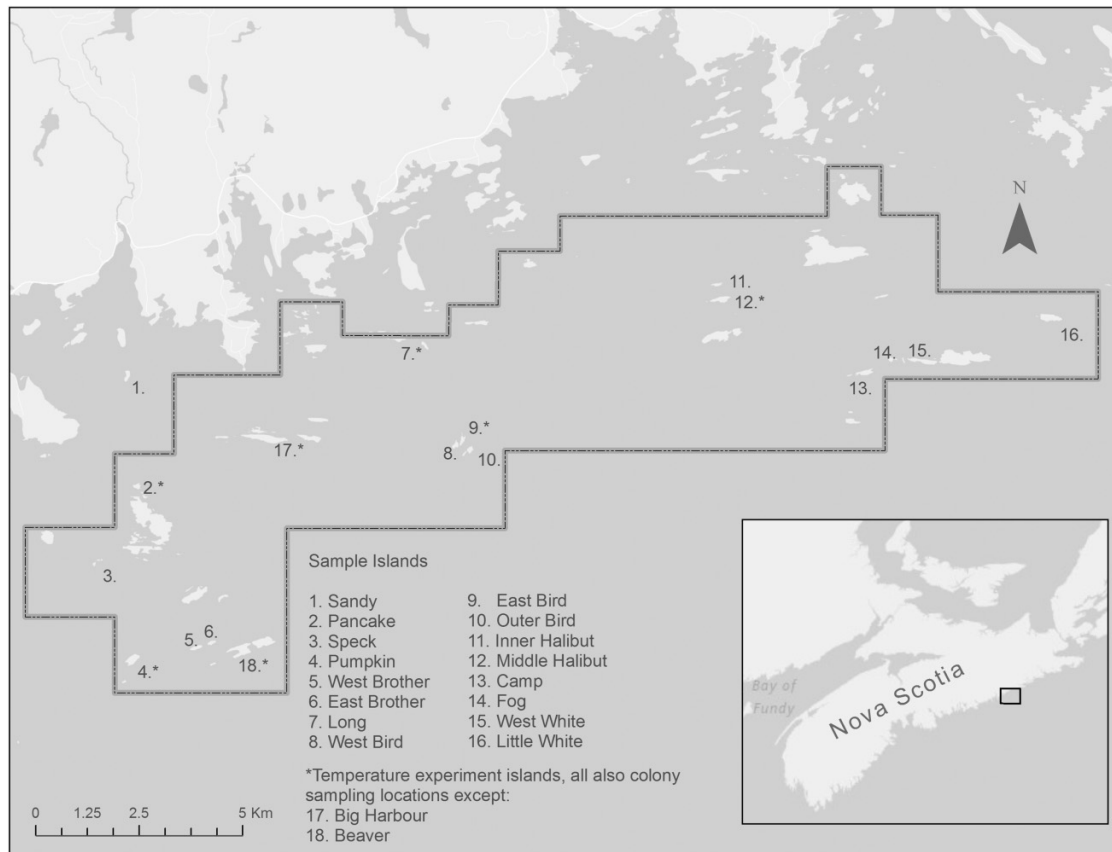 N
11.
12.*
16.
14.
15.
7.*
1.
13.
9.*
17.*
8.
10.
2.*
3.
6.
5.
18.*
4.*
Sample Islands
1. Sandy
2. Pancake
3. Speck
4. Pumpkin
5. West Brother
6. East Brother
7. Long
8. West Bird
9. East Bird
10. Outer Bird
11. Inner Halibut
12. Middle Halibut
13. Camp
14. Fog
15. West White
16. Little White
*Temperature experiment islands, all also colony
sampling locations except:
17. Big Harbour
18. Beaver
0 1.25 2.5 5 Km
Bay of
Fundy
Nova Scotia